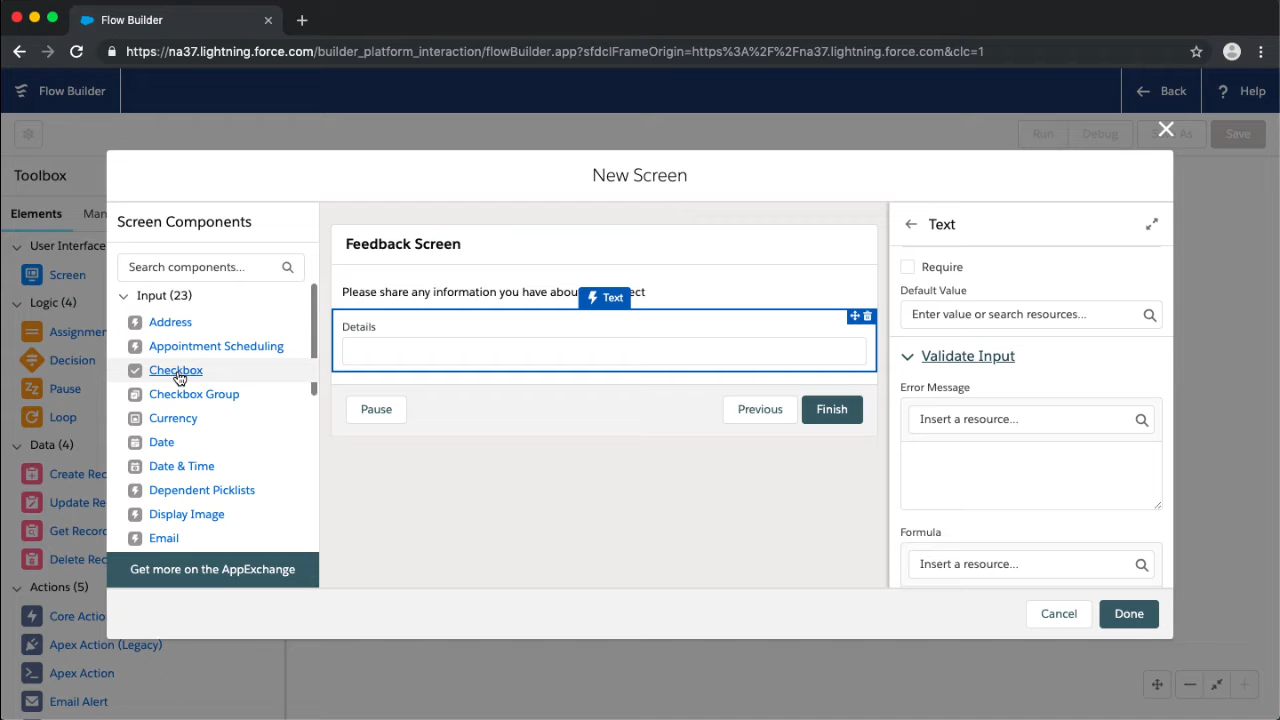 Flow Builder
https://na37.lightning.force.com/builder_platform_interaction/flowBuilder.app?sfdcIFrameOrigin=https%3A%2F%2Fna37.lightning.force.com&clc=1
Flow Builder
Back
? Help
Run
Debug
As
Save
Toolbox
Elements
Man
User Interface
Screen
Logic (4)
Assignmen
Decision
Pause
Loop
Data (4)
Create Rec
Update Re
Get Record
Delete Rec
Actions (5)
Core Actio
Apex Action (Legacy)
Apex Action
Email Alert
New Screen
Screen Components
Search components...
Input (23)
Address
Appointment Scheduling
Checkbox
Checkbox Group
Currency
Date
Date & Time
Dependent Picklists
Display Image
Email
Get more on the AppExchange
Feedback Screen
Please share any information you have abou
ect
Text
Details
Pause
Previous
Finish
Text
Require
Default Value
Enter value or search resources...
Validate Input
Error Message
Insert a resource...
Formula
Insert a resource...
Cancel
Done